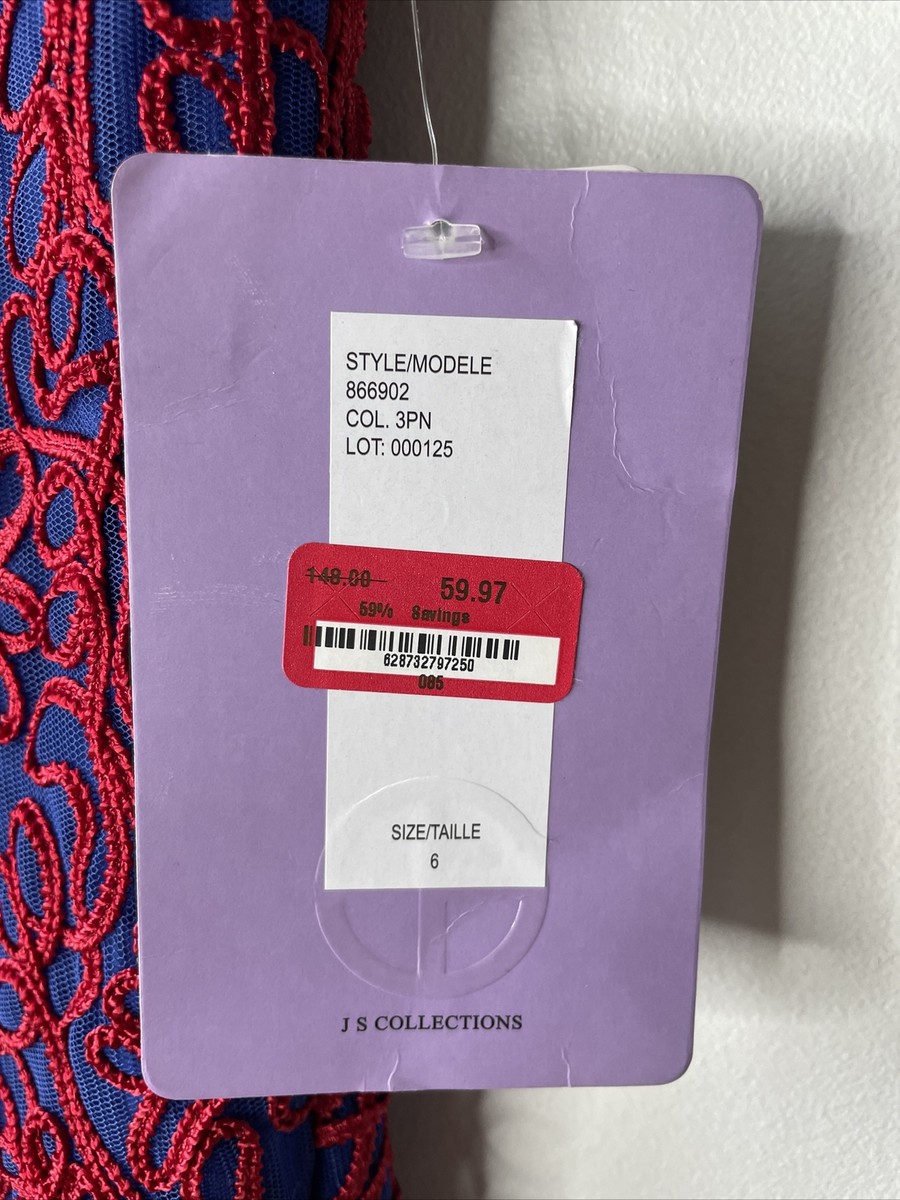 STYLE/MODELE
866902
COL. 3PN
LOT: 000125
148.00 59.97
59% Savings
628732797250
085
SIZE/TAILLE
6
J S COLLECTIONS